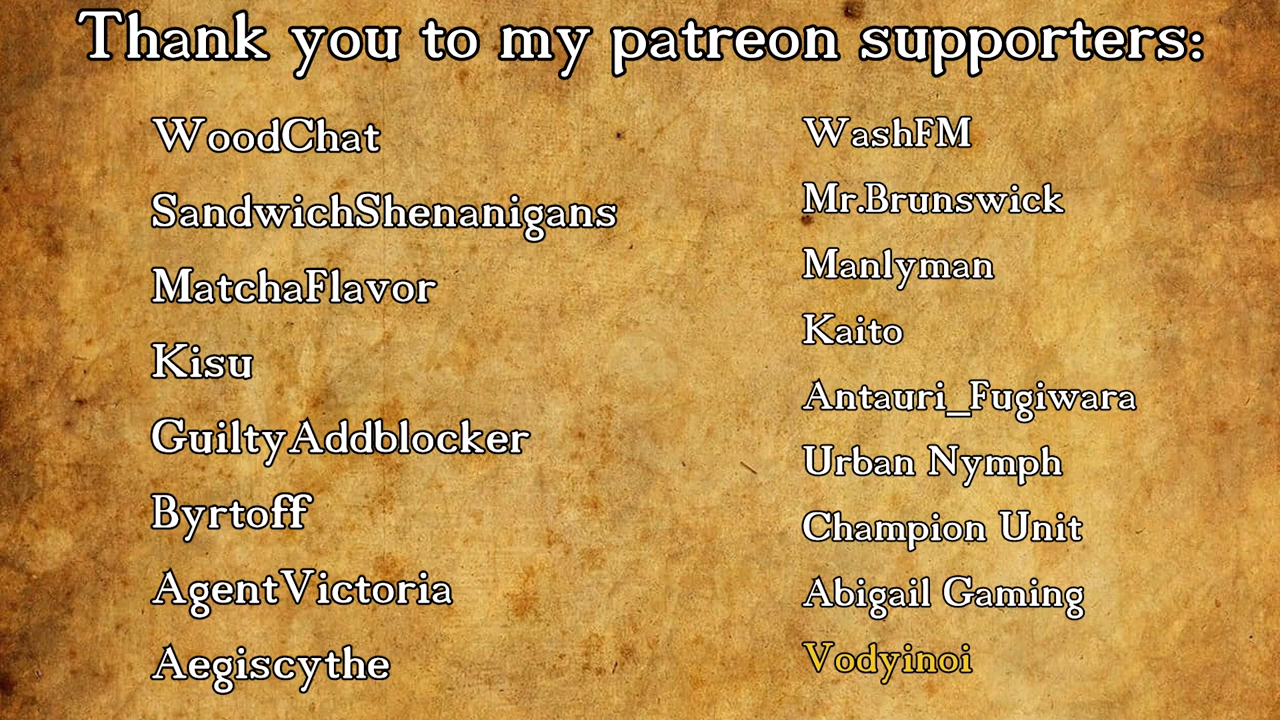 Thank you to my patreon supporters:
WoodChat
SandwichShenanigans
MatchaFlavor
Kisu
GuiltyAddblocker
Byrtoff
AgentVictoria
Aegiscythe
WashFM
Mr.Brunswick
Manlyman
Kaito
Antauri_Fugiwara
Urban Nymph
Champion Unit
Abigail Gaming
Vodyinoi